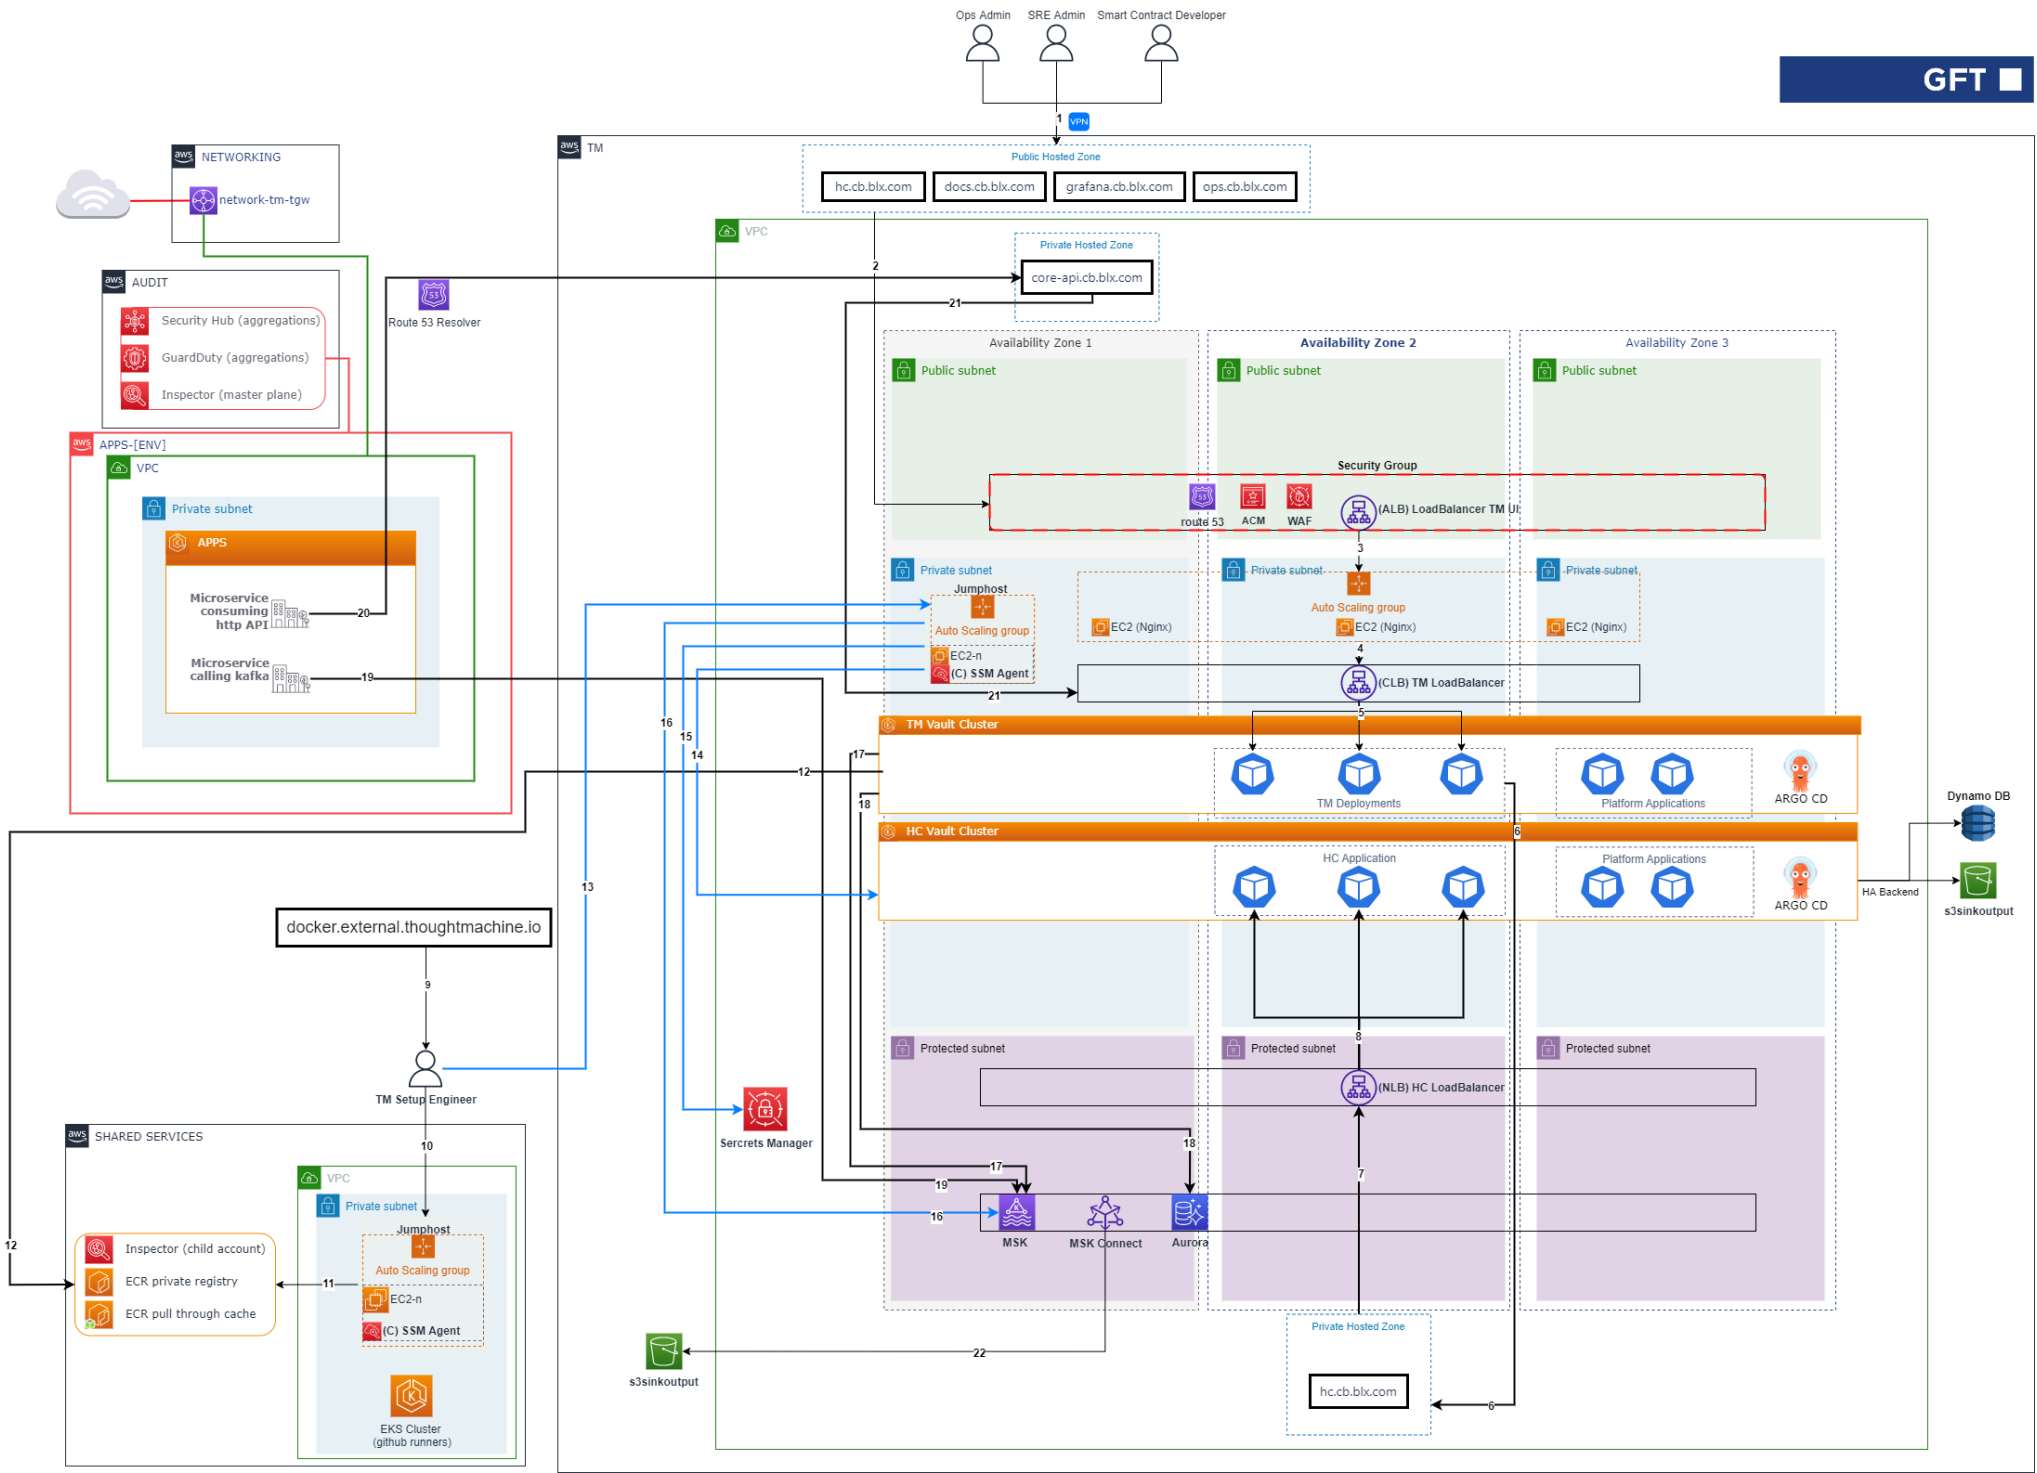 Ops Admin
SRE Admin
Smart Contract Developer
GFT
1
VPN
aws
TM
Public Hosted Zone
hc.cb.blx.com
docs.cb.blx.com
grafana.cb.blx.com
ops.cb.blx.com
aws
NETWORKING
network-tm-tgw
VPC
2
Private Hosted Zone
core-api.cb.blx.com
21
aws
AUDIT
Security Hub (aggregations)
GuardDuty (aggregations)
Inspector (master plane)
53
Route 53 Resolver
Availability Zone 1
Availability Zone 2
Availability Zone 3
Public subnet
Public subnet
Public subnet
aws
APPS-[ENV]
VPC
Private subnet
APPS
Microservice
consuming
http API
20
Microservice
calling kafka
19
Security Group
53
route 53
ACM
WAF
(ALB) LoadBalancer TM UI
3
Private subnet
Private subnet
Private subnet
Jumphost
Auto Scaling group
EC2-n
(C) SSM Agent
Auto Scaling group
EC2 (Nginx)
EC2 (Nginx)
EC2 (Nginx)
4
21
(CLB) TM LoadBalancer
5
16
15
14
17
12
18
TM Vault Cluster
TM Deployments
Platform Applications
ARGO CD
6
HC Vault Cluster
HC Application
Platform Applications
ARGO CD
HA Backend
Dynamo DB
s3sinkoutput
13
docker.external.thoughtmachine.io
9
TM Setup Engineer
10
Protected subnet
Protected subnet
Protected subnet
8
(NLB) HC LoadBalancer
7
Sercrets Manager
18
17
19
16
MSK
MSK Connect
Aurora
aws
SHARED SERVICES
VPC
Private subnet
Jumphost
Auto Scaling group
EC2-n
(C) SSM Agent
11
12
Inspector (child account)
ECR private registry
ECR pull through cache
EKS Cluster
(github runners)
s3sinkoutput
22
Private Hosted Zone
hc.cb.blx.com
6